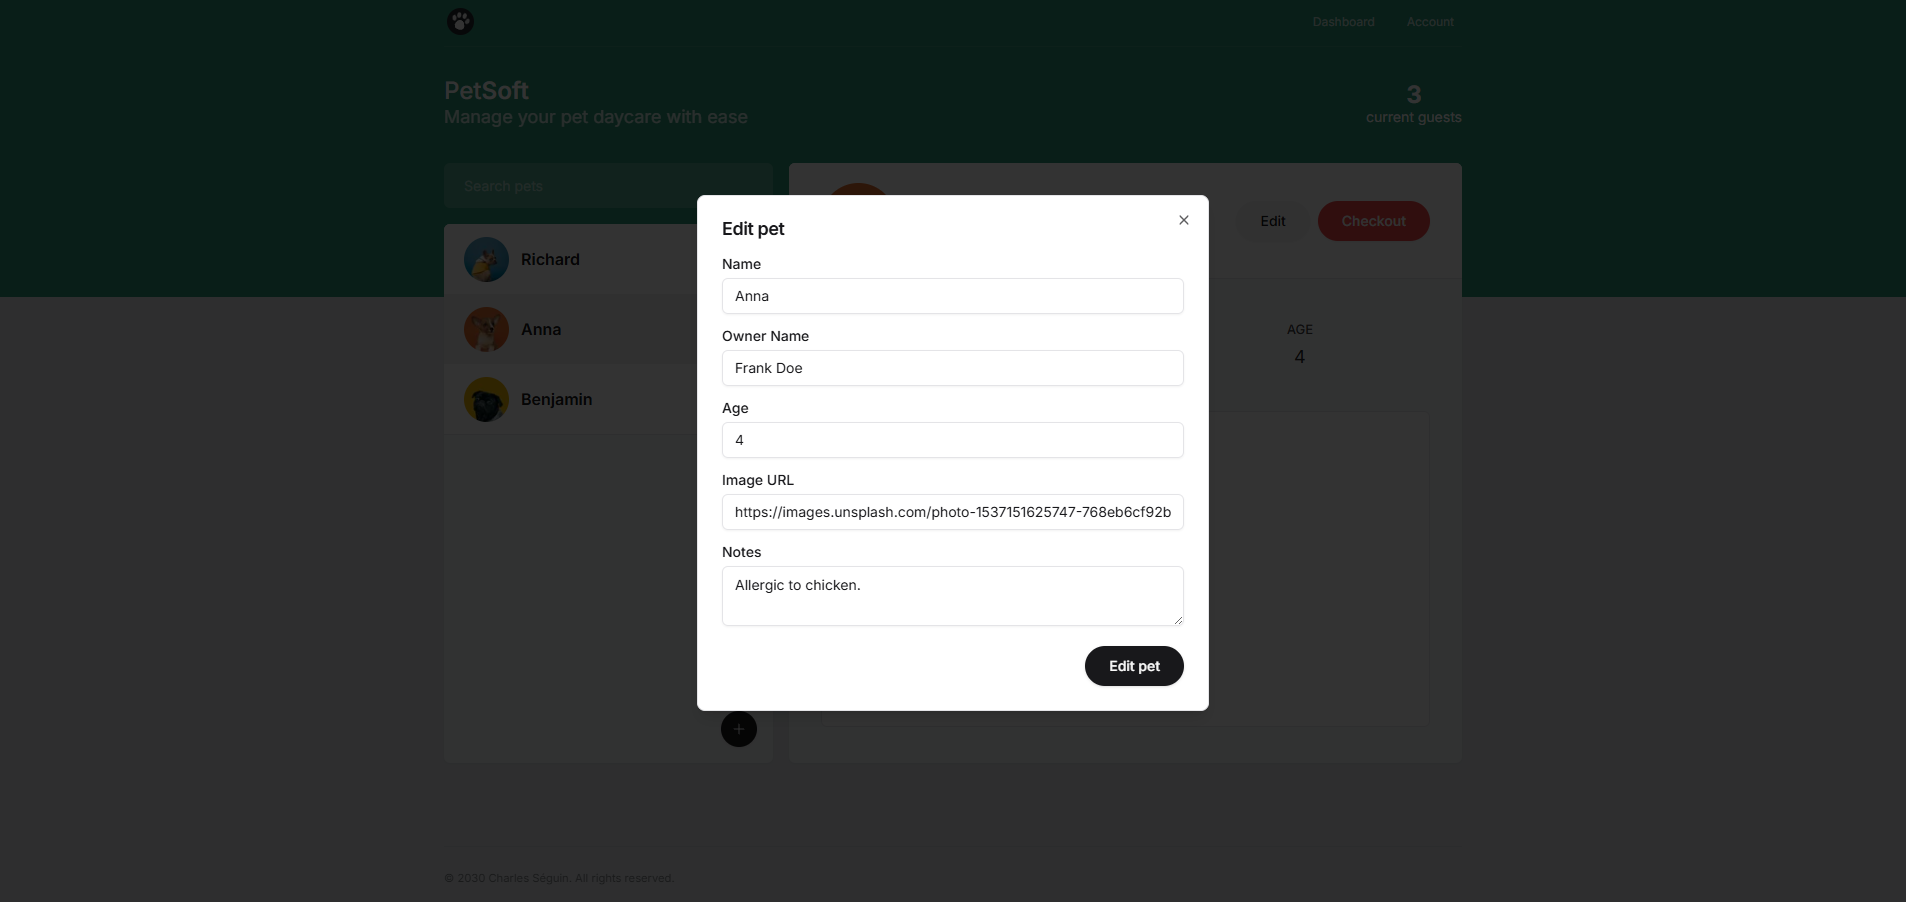 Dashboard
Account
PetSoft
Manage your pet daycare with ease
3
current guests
Search pets
Richard
Anna
Benjamin
Edit
Checkout
AGE
4
Edit pet
Name
Anna
Owner Name
Frank Doe
Age
4
Image URL
https://images.unsplash.com/photo-1537151625747-768eb6cf92b
Notes
Allergic to chicken.
Edit pet
© 2030 Charles Séguin. All rights reserved.